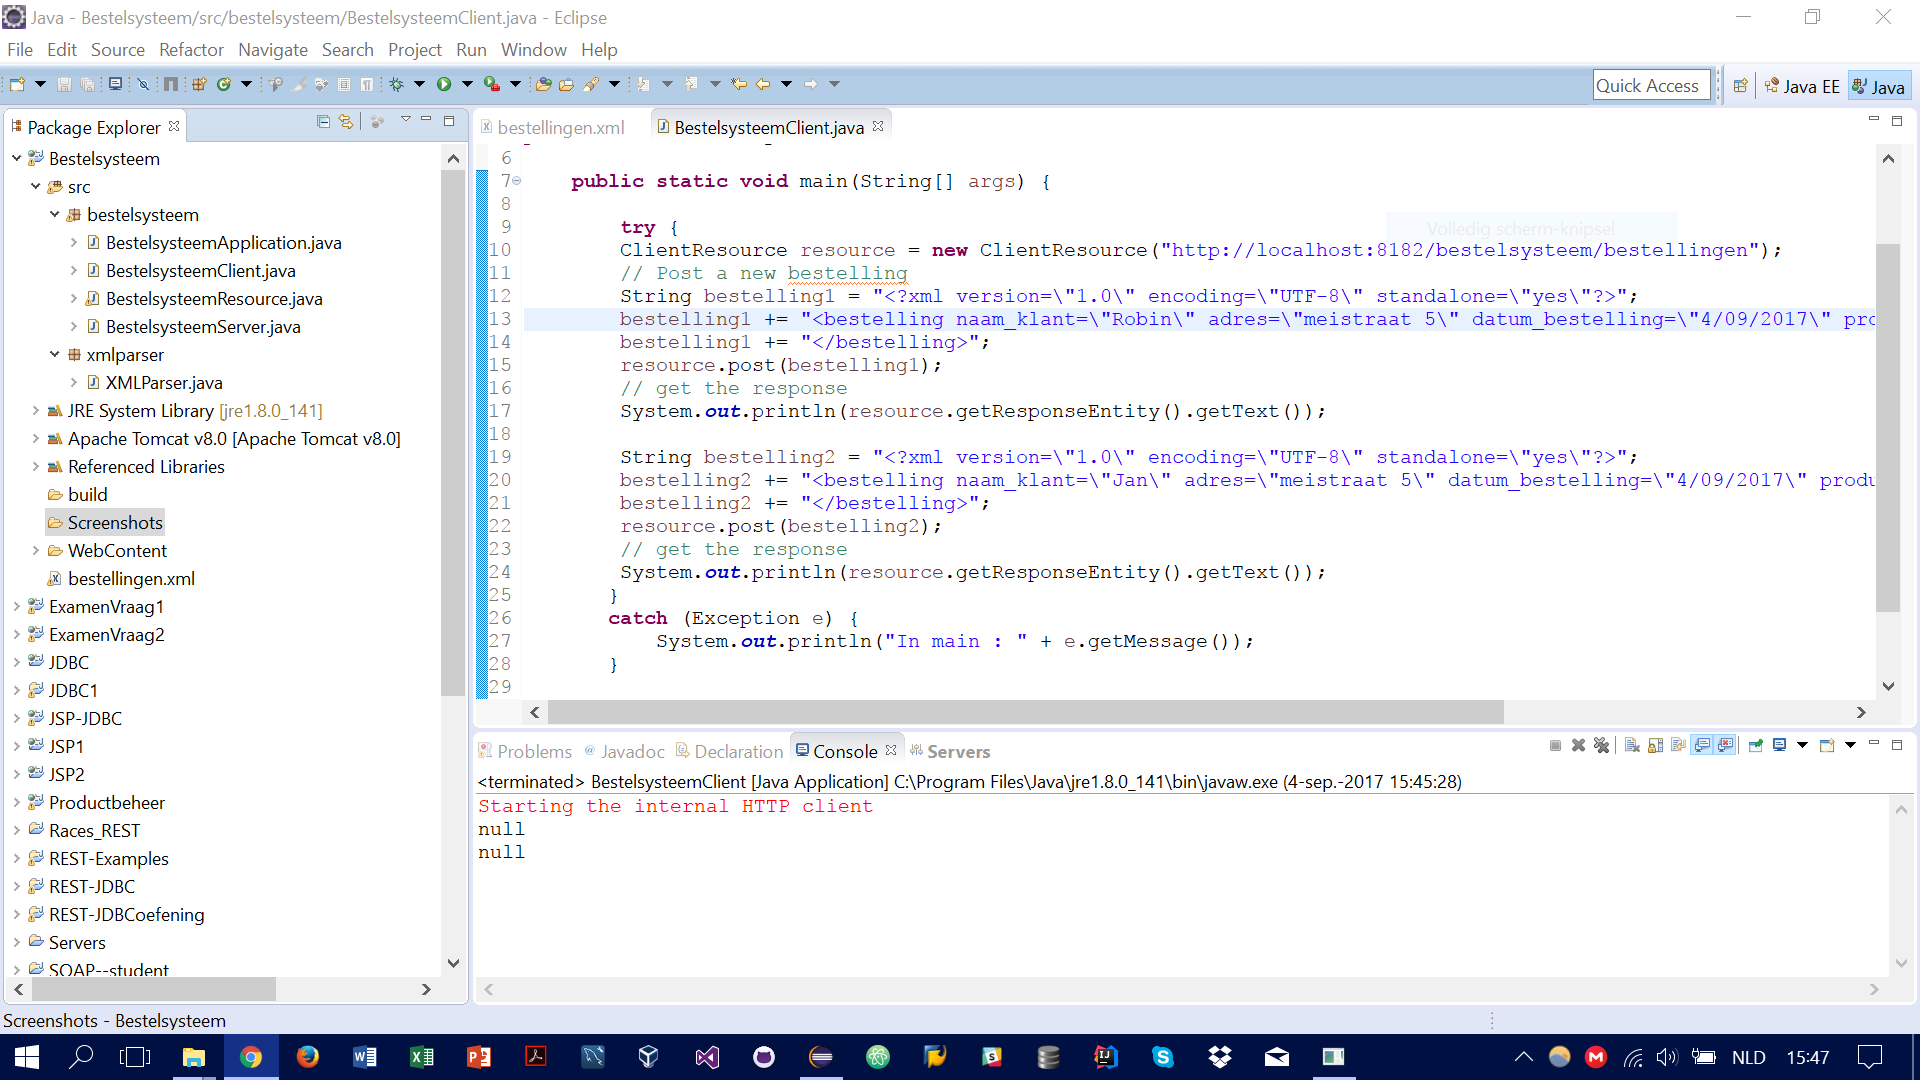 Java - Bestelsysteem/src/bestelsysteem/BestelsysteemClient.java - Eclipse
File Edit Source Refactor Navigate Search Project Run Window Help
Quick Access
Java EE
Java
Package Explorer
Bestelsysteem
src
bestelsysteem
BestelsysteemApplication.java
BestelsysteemClient.java
BestelsysteemResource.java
BestelsysteemServer.java
xmlparser
XMLParser.java
JRE System Library [jre1.8.0_141]
Apache Tomcat v8.0 [Apache Tomcat v8.0]
Referenced Libraries
build
Screenshots
WebContent
bestellingen.xml
ExamenVraag1
ExamenVraag2
JDBC
JDBC1
JSP-JDBC
JSP1
JSP2
Productbeheer
Races_REST
REST-Examples
REST-JDBC
REST-JDBCoefening
Servers
SOAP--student
bestellingen.xml
BestelsysteemClient.java
6
7 public static void main(String[] args) {
8
Volledig scherm-knipsel
9 try {
10 ClientResource resource = new ClientResource("http://localhost:8182/bestelsysteem/bestellingen");
11 // Post a new bestelling
12 String bestelling1 = "<?xml version=\"1.0\" encoding=\"UTF-8\" standalone=\"yes\"?>";
13 bestelling1 += "<bestelling naam_klant=\"Robin\" adres=\"meistraat 5\" datum_bestelling=\"4/09/2017\" pro
14 bestelling1 += "</bestelling>";
15 resource.post(bestelling1);
16 // get the response
17 System.out.println(resource.getResponseEntity().getText());
18
19 String bestelling2 = "<?xml version=\"1.0\" encoding=\"UTF-8\" standalone=\"yes\"?>";
20 bestelling2 += "<bestelling naam_klant=\"Jan\" adres=\"meistraat 5\" datum_bestelling=\"4/09/2017\" produ
21 bestelling2 += "</bestelling>";
22 resource.post(bestelling2);
23 // get the response
24 System.out.println(resource.getResponseEntity().getText());
25 }
26 catch (Exception e) {
27 System.out.println("In main : " + e.getMessage());
28 }
29
Problems Javadoc Declaration Console Servers
<terminated> BestelsysteemClient [Java Application] C:\Program Files\Java\jre1.8.0_141\bin\javaw.exe (4-sep.-2017 15:45:28)
Starting the internal HTTP client
null
null
Screenshots - Bestelsysteem
NLD 15:47